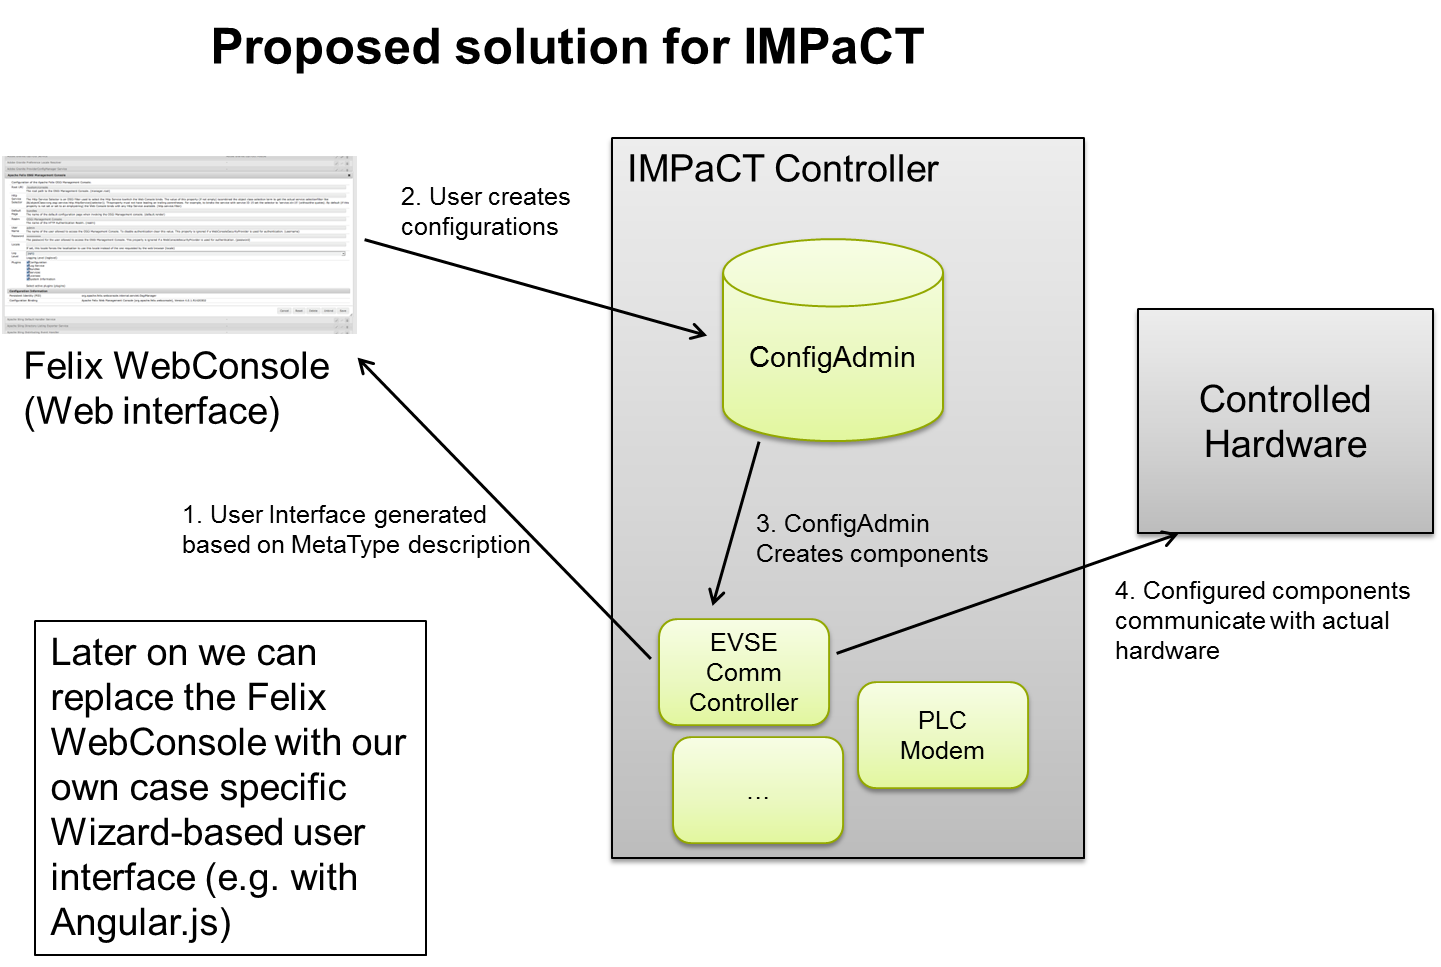 Proposed solution for IMPaCT
IMPaCT Controller
2. User creates
configurations
ConfigAdmin
Felix WebConsole
(Web interface)
Controlled
Hardware
1. User Interface generated
based on MetaType description
3. ConfigAdmin
Creates components
4. Configured components
communicate with actual
hardware
EVSE
Comm
Controller
PLC
Modem
...
Later on we can
replace the Felix
WebConsole with our
own case specific
Wizard-based user
interface (e.g. with
Angular.js)